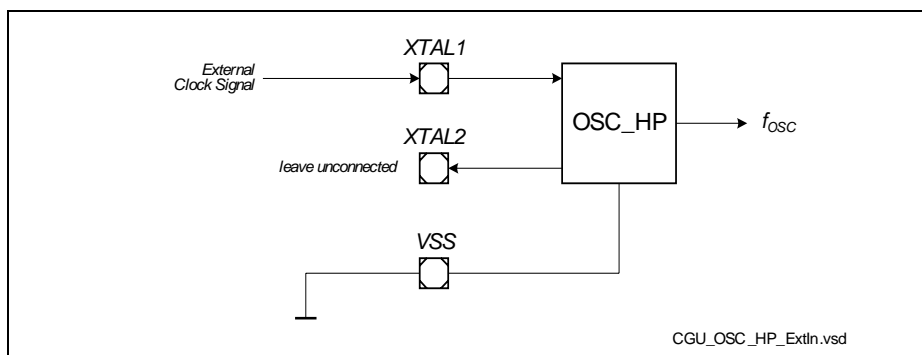 XTAL1
External
Clock Signal
OSC_HP
fOSC
XTAL2
leave unconnected
VSS
CGU_OSC_HP_ExtIn.vsd